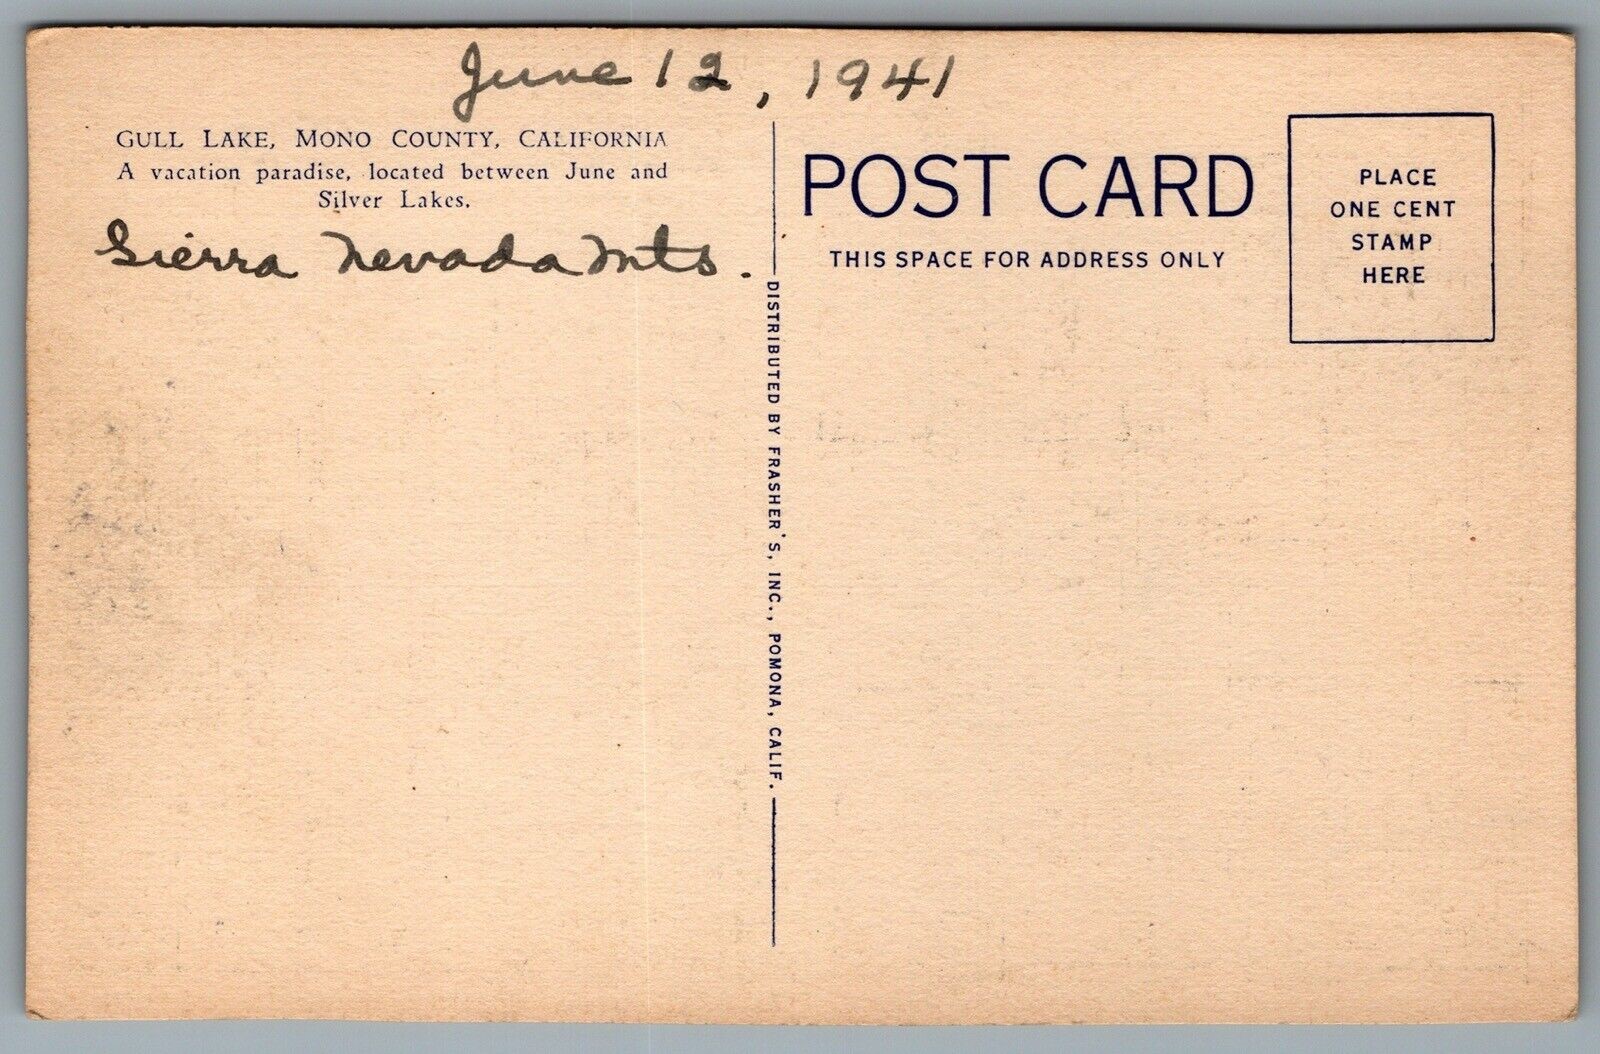 June 12, 1941
GULL LAKE, MONO COUNTY, CALIFORNIA
A vacation paradise, located between June and
Silver Lakes.
Sierra Nevada Mts.
DISTRIBUTED BY FRASHER'S, INC., POMONA, CALIF.
POST CARD
THIS SPACE FOR ADDRESS ONLY
PLACE
ONE CENT
STAMP
HERE